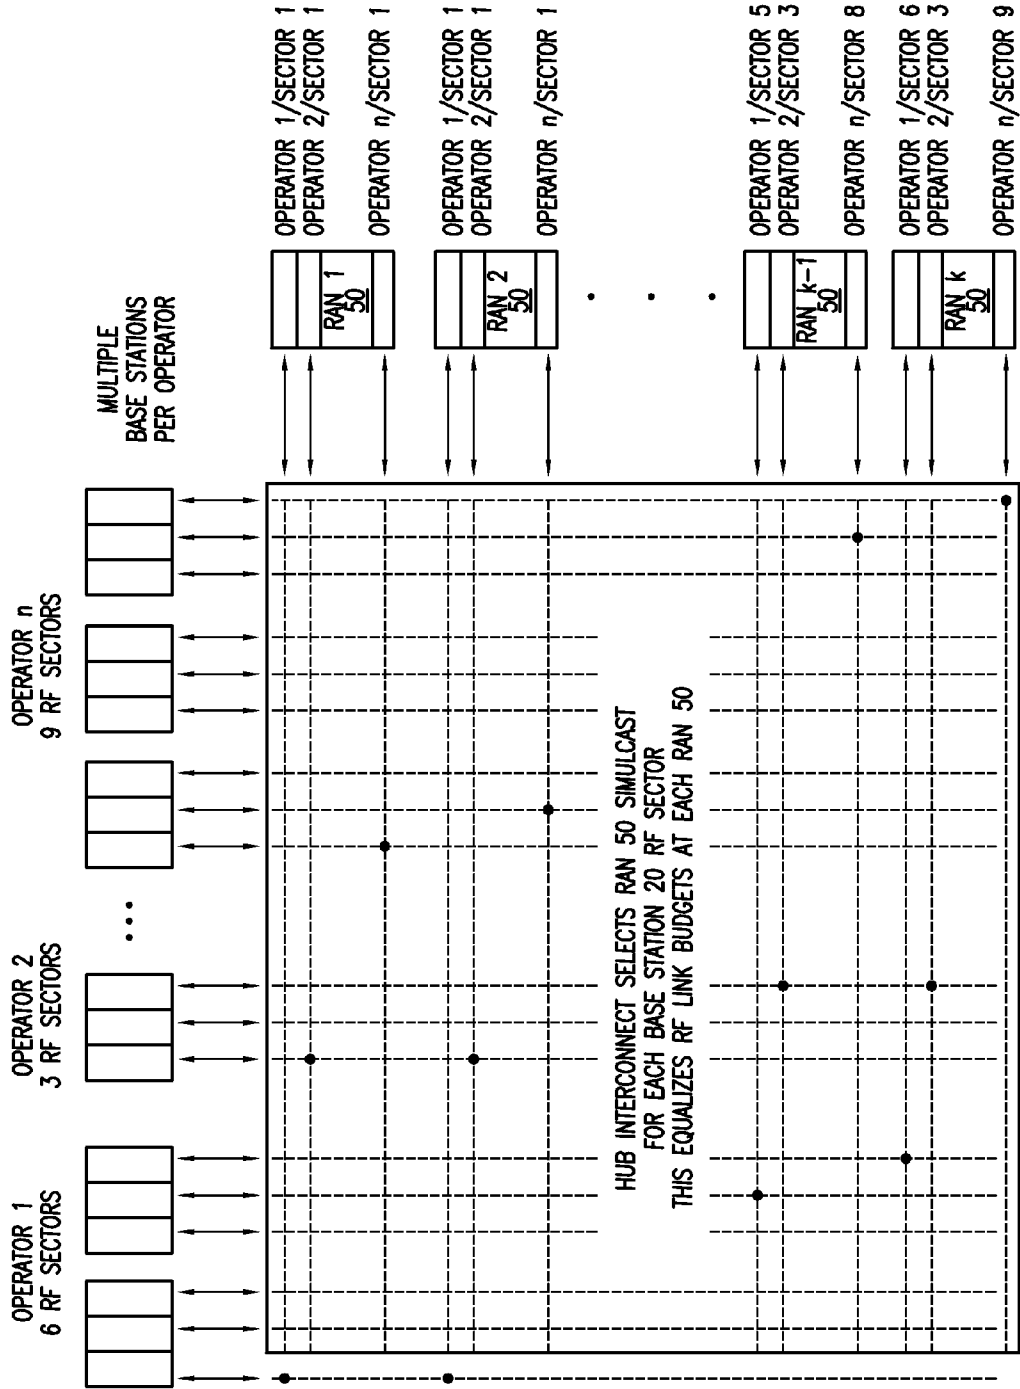 OPERATOR 1
6 RF SECTORS
OPERATOR 2
3 RF SECTORS
OPERATOR n
9 RF SECTORS
MULTIPLE
BASE STATIONS
PER OPERATOR
HUB INTERCONNECT SELECTS RAN 50 SIMULCAST
FOR EACH BASE STATION 20 RF SECTOR
THIS EQUALIZES RF LINK BUDGETS AT EACH RAN 50
RAN 1
50
OPERATOR 1/SECTOR 1
OPERATOR 2/SECTOR 1
OPERATOR n/SECTOR 1
RAN 2
50
OPERATOR 1/SECTOR 1
OPERATOR 2/SECTOR 1
OPERATOR n/SECTOR 1
RAN k-1
50
OPERATOR 1/SECTOR 5
OPERATOR 2/SECTOR 3
OPERATOR n/SECTOR 8
RAN k
50
OPERATOR 1/SECTOR 6
OPERATOR 2/SECTOR 3
OPERATOR n/SECTOR 9